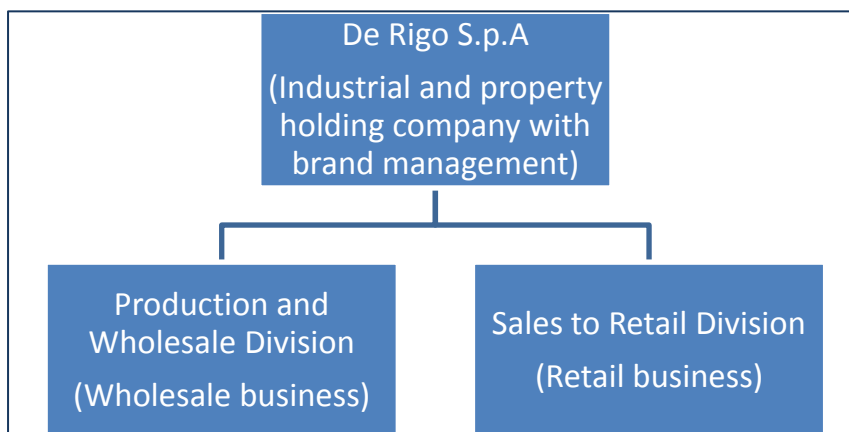 De Rigo S.p.A
(Industrial and property
holding company with
brand management)
Production and
Wholesale Division
(Wholesale business)
Sales to Retail Division
(Retail business)